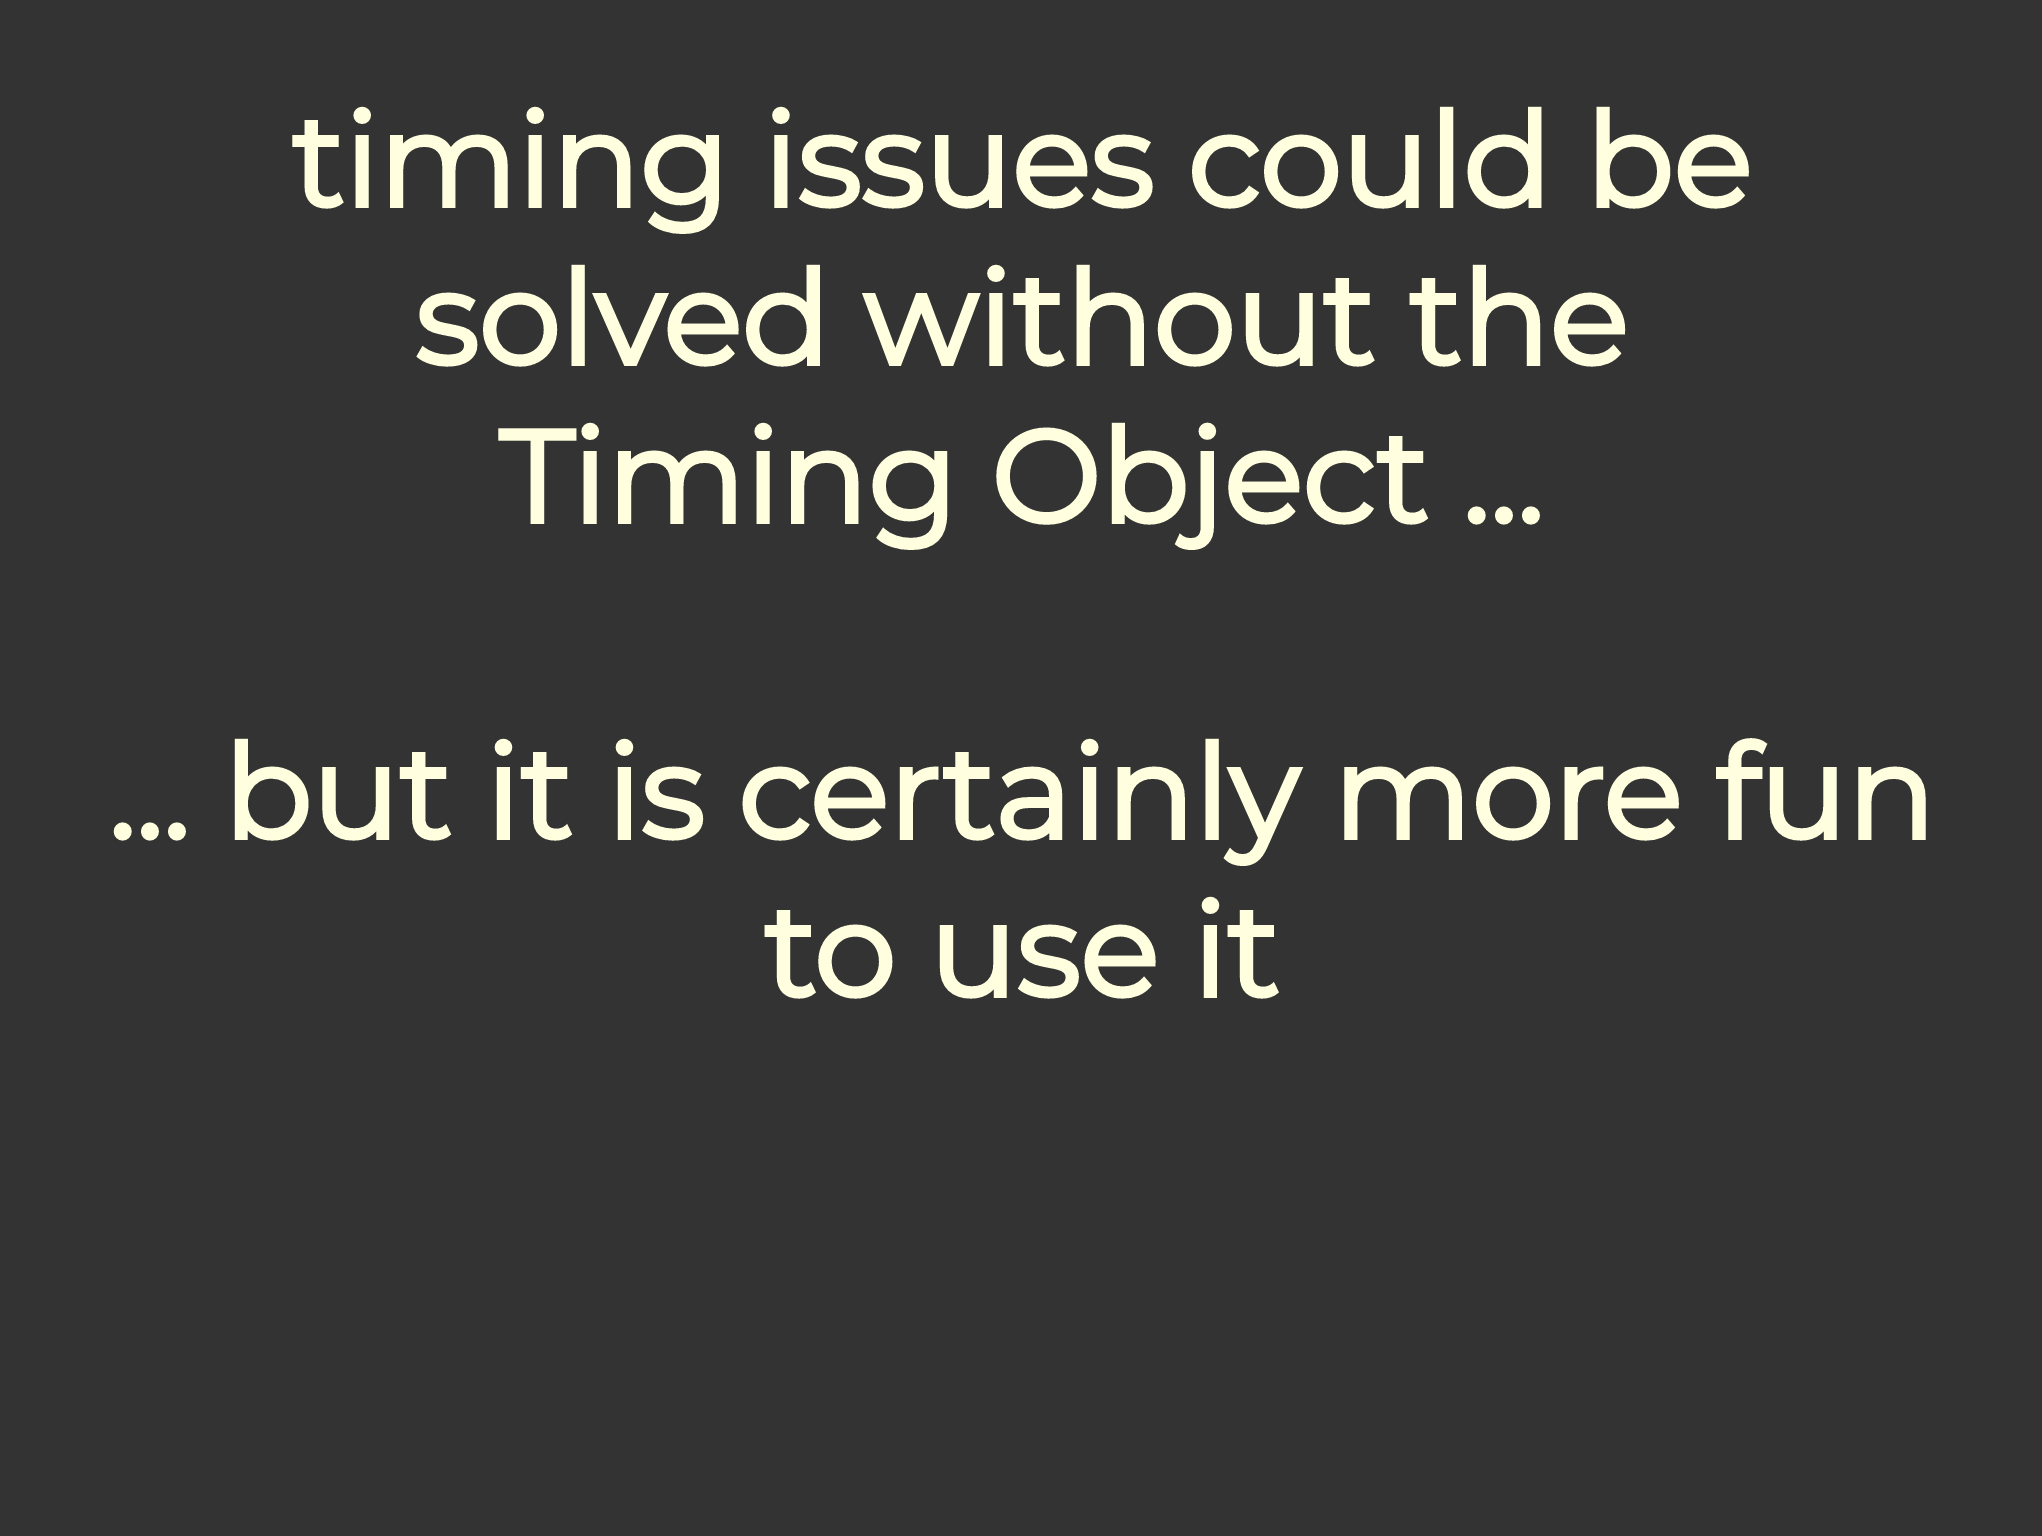 timing issues could be
solved without the
Timing Object ...
... but it is certainly more fun
to use it